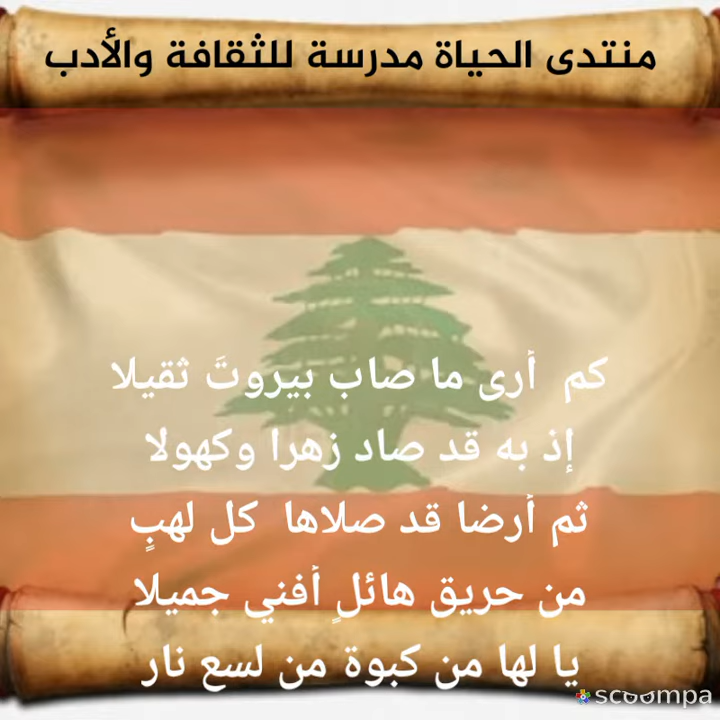 منتدى الحياة مدرسة للثقافة والأدب
كم أرى ما صاب بيروتَ ثقيلا
إذ به قد صاد زهرا وكهولا
ثم أرضا قد صلاها كل لهبٍ
من حريق هائلٍ أفني جميلا
يا لها من كبوة من لسع نار
scoompa